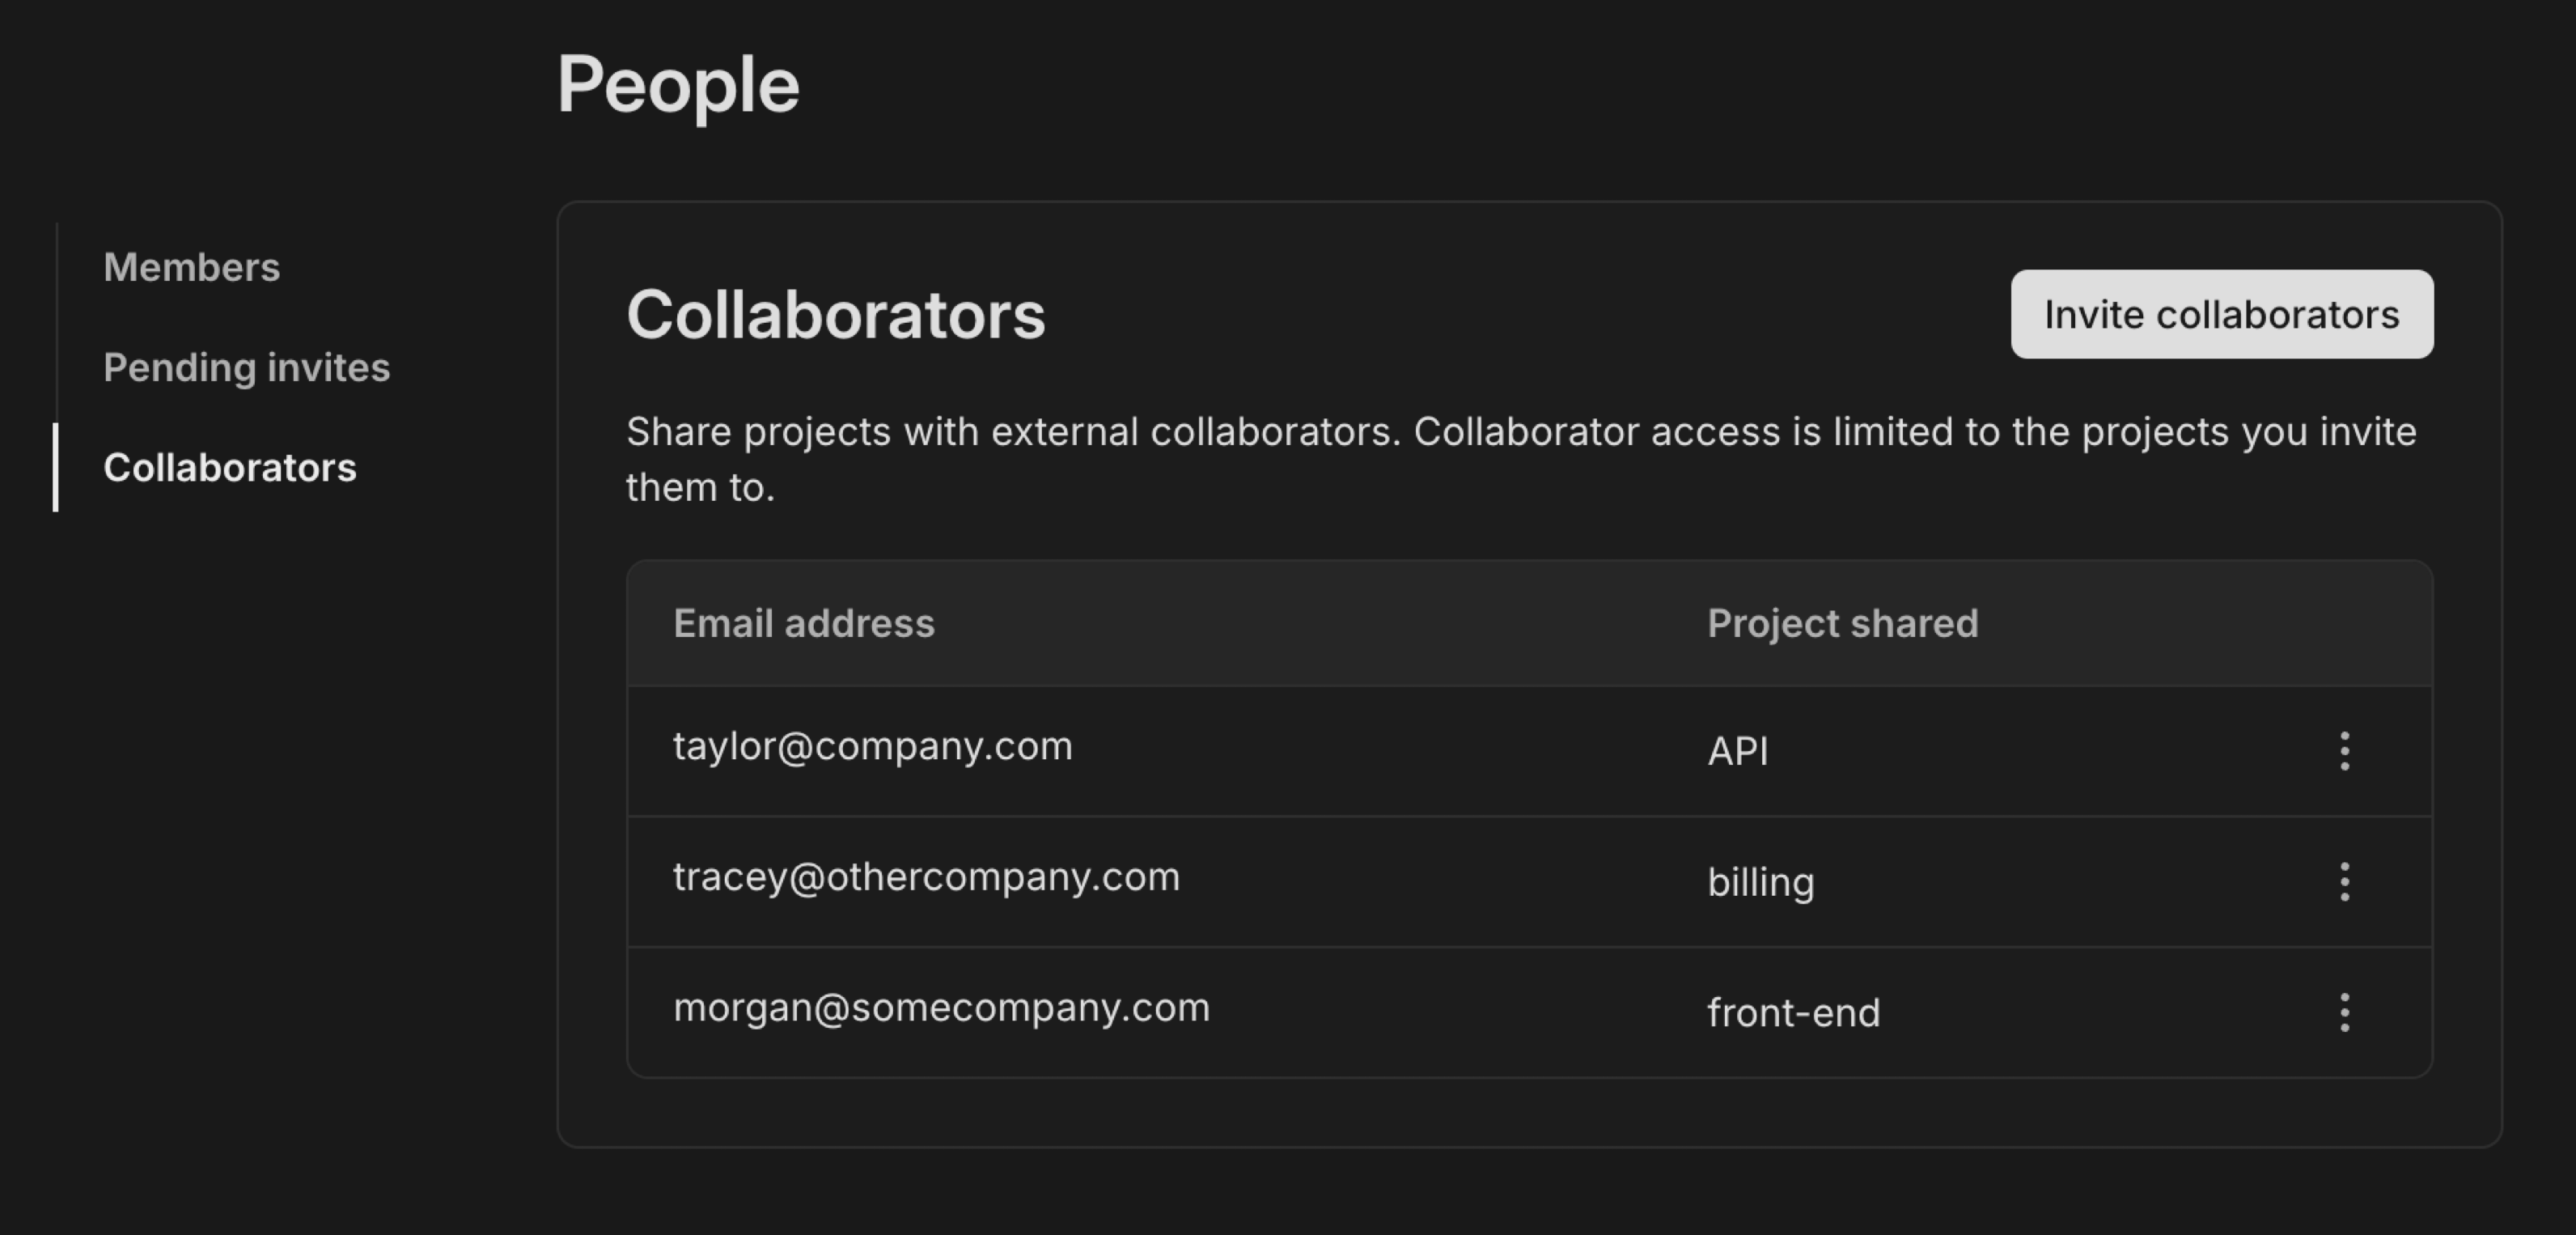 People
Members
Pending invites
Collaborators
Collaborators
Invite collaborators
Share projects with external collaborators. Collaborator access is limited to the projects you invite
them to.
Email address Project shared
taylor@company.com API
tracey@othercompany.com billing
morgan@somecompany.com front-end